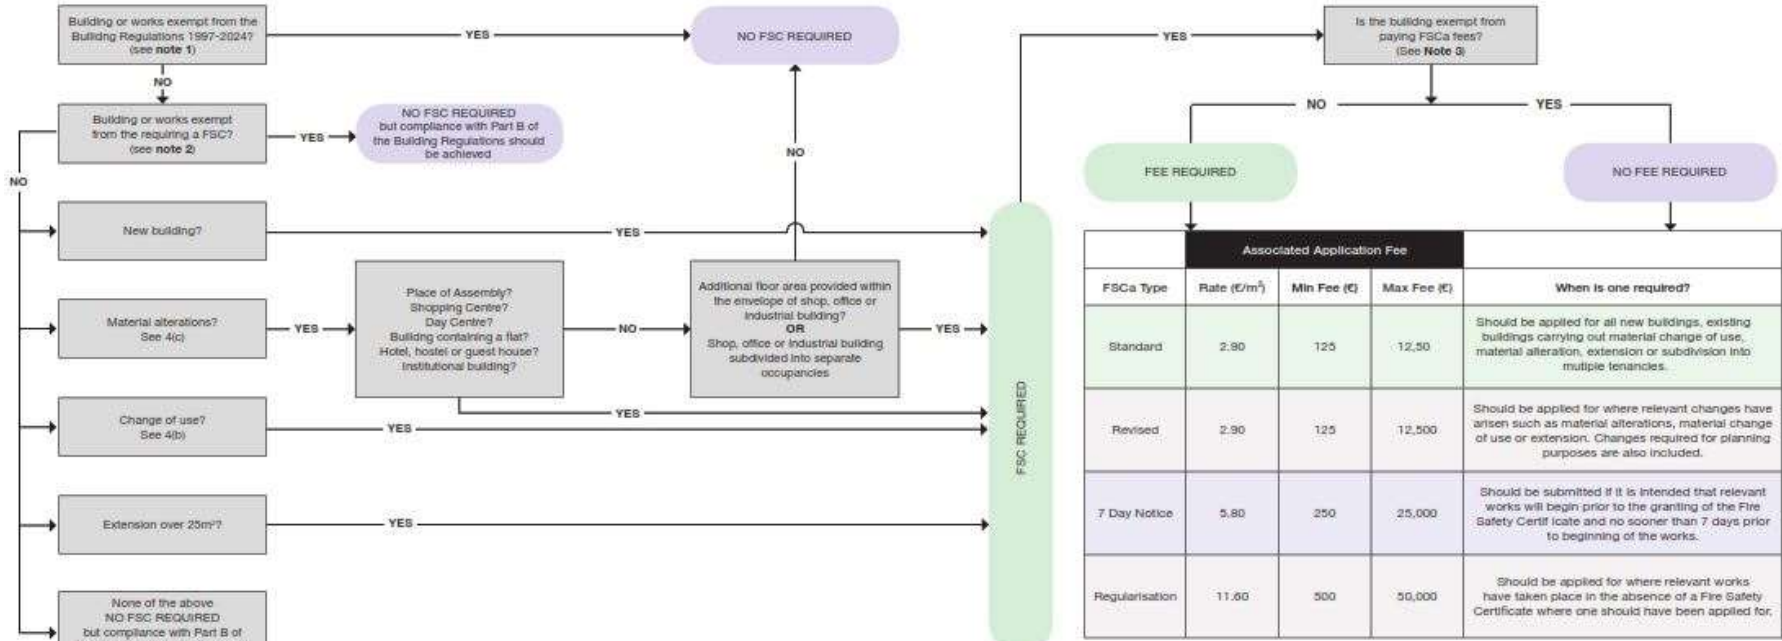 Building or works exempt from the
Buildidng Regulations 1997-2024?
(see note 1)
YES
NO FSC REQUIRED
NO
Building or works exempt
from the requiring a FSC?
(see note 2)
YES
NO FSC REQUIRED
but compliance with Part B of
the Building Regulations should
be achieved
NO
New building?
YES
Material alterations?
See 4(c)
YES
Place of Assembly?
Shopping Centre?
Day Centre?
Building containing a flat?
Hotel, hostel or guest house?
Institutional building?
NO
Additional floor area provided within
the envelope of shop, office or
industrial building?
OR
Shop, office or industrial building
subdivided into separate
occupancies
NO
YES
YES
Change of use?
See 4(b)
YES
Extension over 25m²?
YES
None of the above
NO FSC REQUIRED
but compliance with Part B of
FSC REQUIRED
YES
Is the buildng exempt from
paying FSCa fees?
(See Note 3)
NO
YES
FEE REQUIRED
NO FEE REQUIRED
Associated Application Fee
FSCa Type Rate (€/m²) Min Fee (€) Max Fee (€) When is one required?
Standard 2.90 125 12,50
Should be applied for all new buildings, existing
buildings carrying out material change of use,
material alteration, extension or subdivision into
mutiple tenancies.
Revised 2.90 125 12,500
Should be applied for where relevant changes have
arisen such as material alterations, material change
of use or extension. Changes required for planning
purposes are also included.
7 Day Notice 5.80 250 25,000
Should be submitted if it is intended that relevant
works will begin prior to the granting of the Fire
Safety Certif icate and no sooner than 7 days prior
to beginning of the works.
Regularisation 11.60 500 50,000
Should be applied for where relevant works
have taken place in the absence of a Fire Safety
Certificate where one should have been applied for.